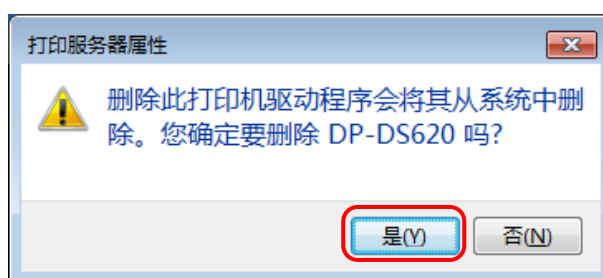 打印服务器属性
删除此打印机驱动程序会将其从系统中删
除。您确定要删除 DP-DS620 吗?
是(Y)
否(N)